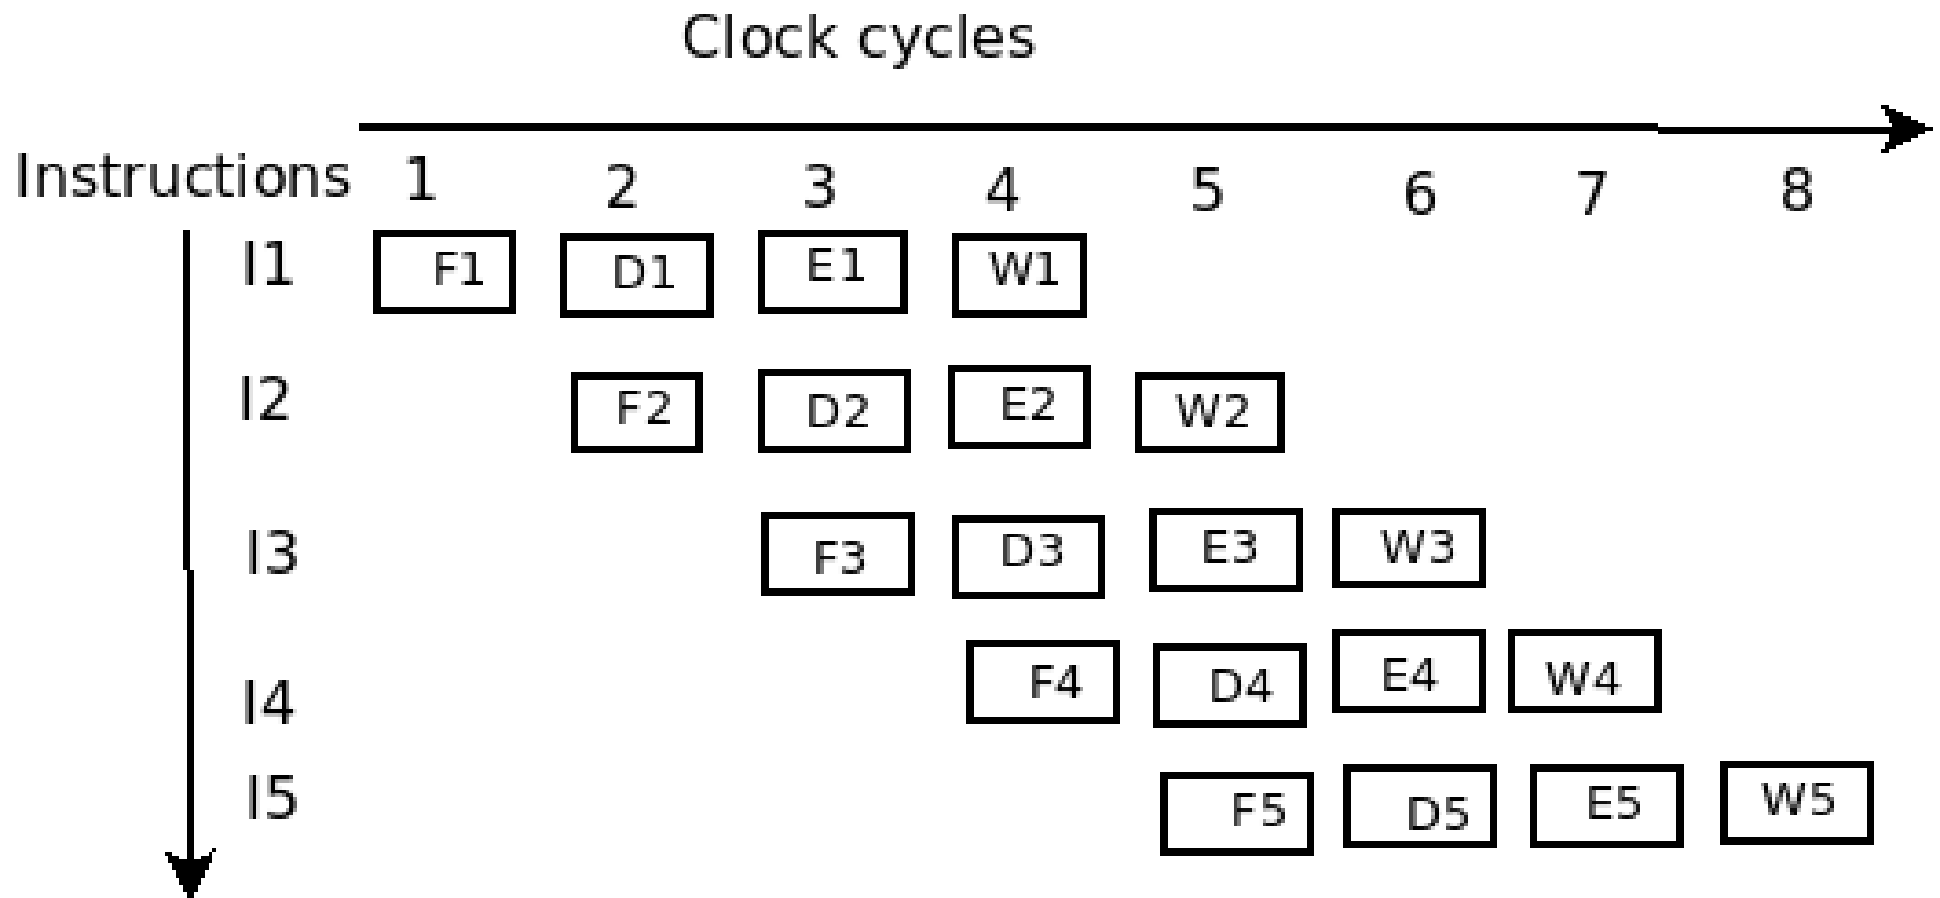 Clock cycles
Instructions 1 2 3 4 5 6 7 8
I1 F1 D1 E1 W1
I2 F2 D2 E2 W2
I3 F3 D3 E3 W3
I4 F4 D4 E4 W4
I5 F5 D5 E5 W5